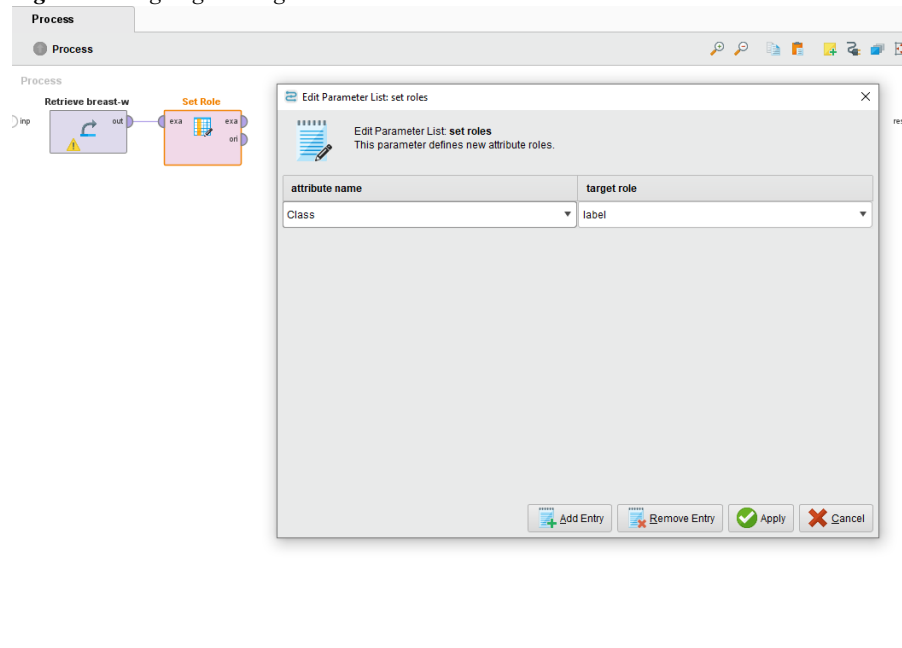 Process
Process
Process
Retrieve breast-w
Set Role
inp
out
exa
exa
ori
res
Edit Parameter List: set roles
Edit Parameter List: set roles
This parameter defines new attribute roles.
attribute name target role
Class label
Add Entry Remove Entry Apply Cancel